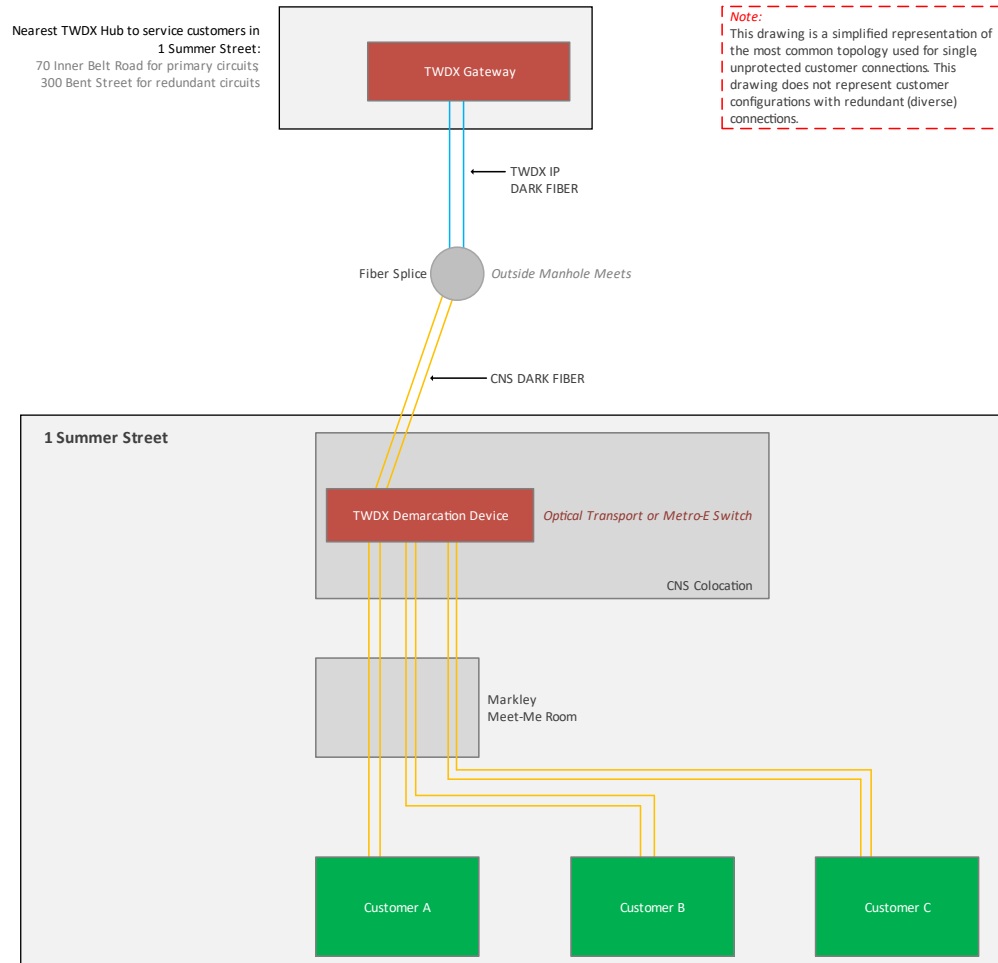 Nearest TWDX Hub to service customers in
1 Summer Street:
70 Inner Belt Road for primary circuits;
300 Bent Street for redundant circuits
TWDX Gateway
Note:
This drawing is a simplified representation of
the most common topology used for single,
unprotected customer connections. This
drawing does not represent customer
configurations with redundant (diverse)
connections.
TWDX IP
DARK FIBER
Fiber Splice
Outside Manhole Meets
CNS DARK FIBER
1 Summer Street
TWDX Demarcation Device
Optical Transport or Metro-E Switch
CNS Colocation
Markley
Meet-Me Room
Customer A
Customer B
Customer C